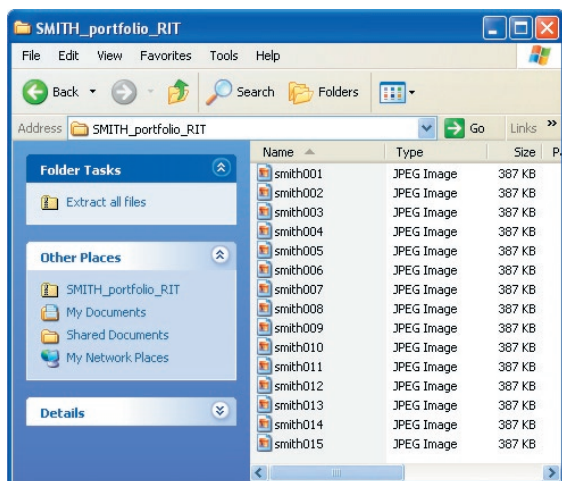 SMITH_portfolio_RIT
File Edit View Favorites Tools Help
Back Search Folders
Address SMITH_portfolio_RIT Go Links »
Folder Tasks
Extract all files
Other Places
SMITH_portfolio_RIT
My Documents
Shared Documents
My Network Places
Details
Name Type Size P
smith001 JPEG Image 387 KB
smith002 JPEG Image 387 KB
smith003 JPEG Image 387 KB
smith004 JPEG Image 387 KB
smith005 JPEG Image 387 KB
smith006 JPEG Image 387 KB
smith007 JPEG Image 387 KB
smith008 JPEG Image 387 KB
smith009 JPEG Image 387 KB
smith010 JPEG Image 387 KB
smith011 JPEG Image 387 KB
smith012 JPEG Image 387 KB
smith013 JPEG Image 387 KB
smith014 JPEG Image 387 KB
smith015 JPEG Image 387 KB